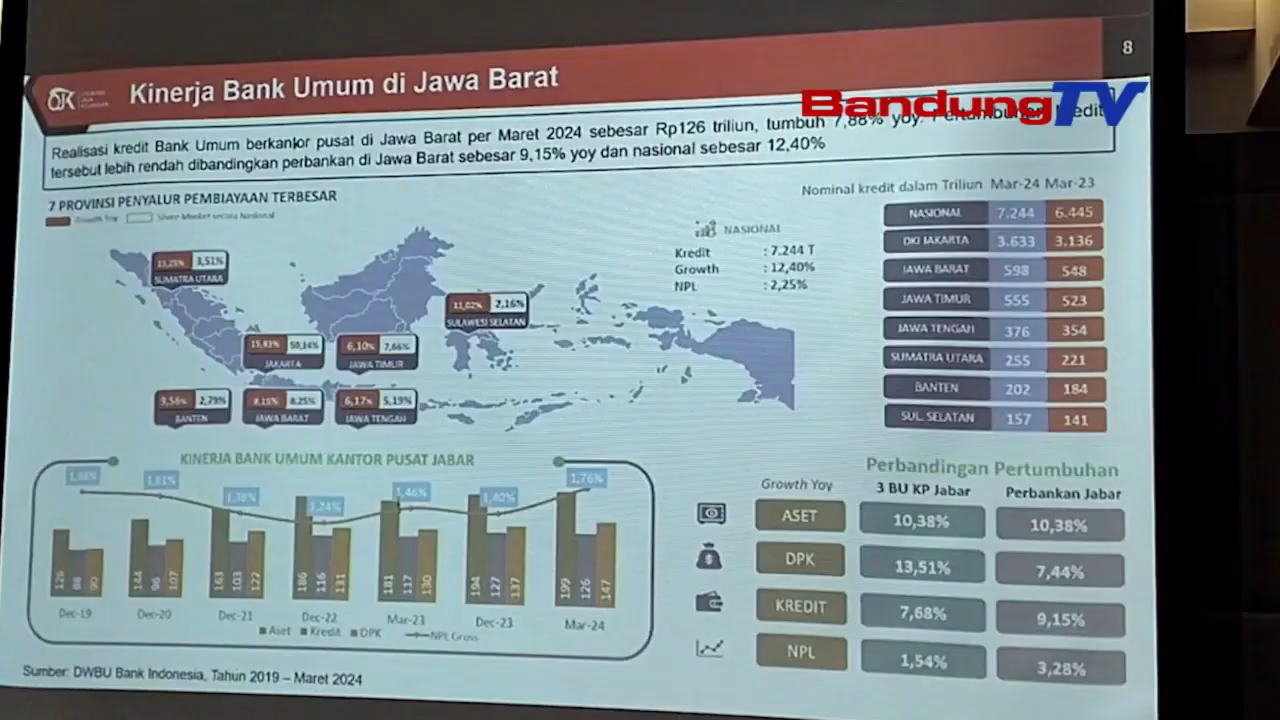 8
OJK
Kinerja Bank Umum di Jawa Barat
BandungTV
Realisasi kredit Bank Umum berkantor pusat di Jawa Barat per Maret 2024 sebesar Rp126 triliun, tumbuh 7,88% yoy. Pertumbuhan kredit
tersebut lebih rendah dibandingkan perbankan di Jawa Barat sebesar 9,15% yoy dan nasional sebesar 12,40%
7 PROVINSI PENYALUR PEMBIAYAAN TERBESAR
Growth Yoy Share Market secara Nasional
3,51%
SUMATRA UTARA
11,02% 2,16%
SULAWESI SELATAN
15,83% 50,14%
JAKARTA
6,10% 7,66%
JAWA TIMUR
9,56% 2,79%
BANTEN
9,15% 8,25%
JAWA BARAT
6,17% 5,19%
JAWA TENGAH
NASIONAL
Kredit : 7.244 T
Growth : 12,40%
NPL : 2,25%
Nominal kredit dalam Triliun Mar-24 Mar-23
NASIONAL 7.244 6.445
DKI JAKARTA 3.633 3.136
JAWA BARAT 598 548
JAWA TIMUR 555 523
JAWA TENGAH 376 354
SUMATRA UTARA 255 221
BANTEN 202 184
SUL. SELATAN 157 141
KINERJA BANK UMUM KANTOR PUSAT JABAR
1,81% 1,38% 1,24% 1,46% 1,40% 1,76%
126 88 90 144 96 107 163 103 122 186 116 131 181 117 130 194 127 137 199 126 147
Dec-19 Dec-20 Dec-21 Dec-22 Mar-23 Dec-23 Mar-24
Aset Kredit DPK NPL Gross
Perbandingan Pertumbuhan
Growth Yoy 3 BU KP Jabar Perbankan Jabar
ASET 10,38% 10,38%
DPK 13,51% 7,44%
KREDIT 7,68% 9,15%
NPL 1,54% 3,28%
Sumber: DWBU Bank Indonesia, Tahun 2019 – Maret 2024